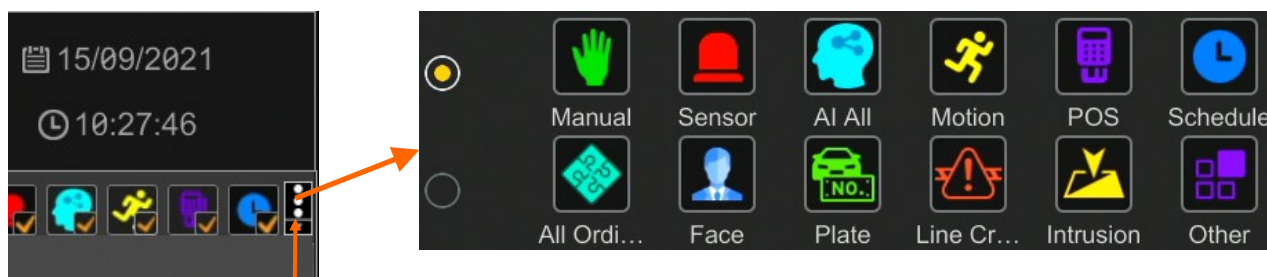 15/09/2021
10:27:46
Manual Sensor AI All Motion POS Schedule
NO.
All Ordi... Face Plate Line Cr... Intrusion Other